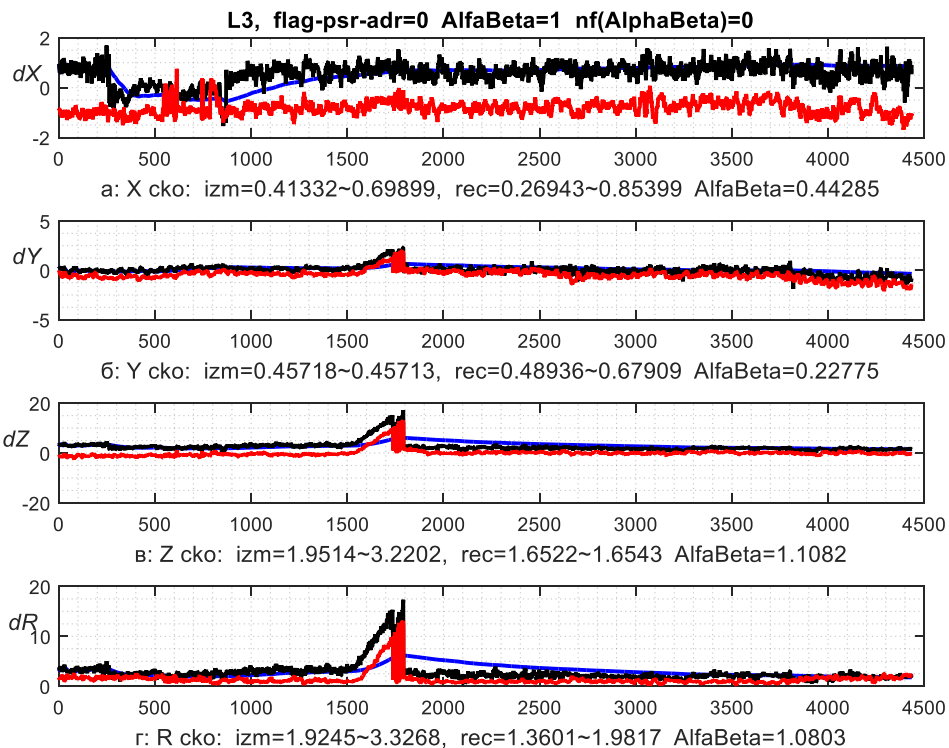 L3, flag-psr-adr=0 AlfaBeta=1 nf(AlphaBeta)=0
2
0
-2
dX
0 500 1000 1500 2000 2500 3000 3500 4000 4500
а: X cko: izm=0.41332~0.69899, rec=0.26943~0.85399 AlfaBeta=0.44285
5
0
-5
dY
0 500 1000 1500 2000 2500 3000 3500 4000 4500
б: Y cko: izm=0.45718~0.45713, rec=0.48936~0.67909 AlfaBeta=0.22775
20
0
-20
dZ
0 500 1000 1500 2000 2500 3000 3500 4000 4500
в: Z cko: izm=1.9514~3.2202, rec=1.6522~1.6543 AlfaBeta=1.1082
20
10
0
dR
0 500 1000 1500 2000 2500 3000 3500 4000 4500
г: R cko: izm=1.9245~3.3268, rec=1.3601~1.9817 AlfaBeta=1.0803